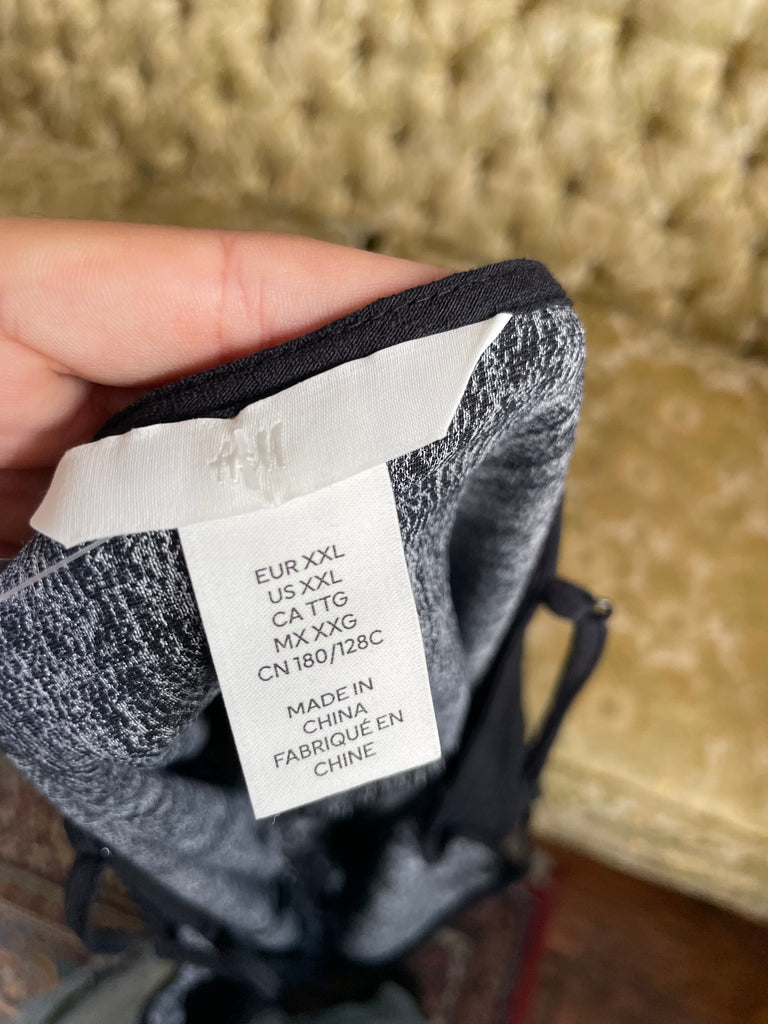 H&M
EUR XXL
US XXL
CA TTG
MX XXG
CN 180/128C
MADE IN
CHINA
FABRIQUÉ EN
CHINE